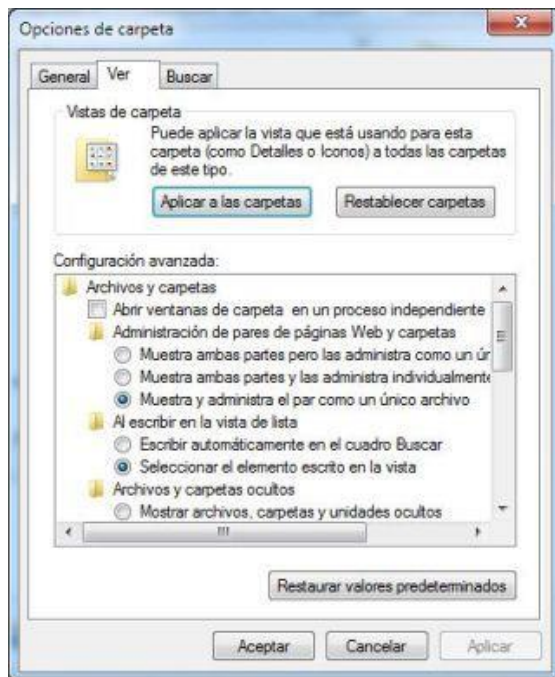 Opciones de carpeta
General Ver Buscar
Vistas de carpeta
Puede aplicar la vista que está usando para esta
carpeta (como Detalles o Iconos) a todas las carpetas
de este tipo.
Aplicar a las carpetas Restablecer carpetas
Configuración avanzada:
Archivos y carpetas
Abrir ventanas de carpeta en un proceso independiente
Administración de pares de páginas Web y carpetas
Muestra ambas partes pero las administra como un ún
Muestra ambas partes y las administra individualmente
Muestra y administra el par como un único archivo
Al escribir en la vista de lista
Escribir automáticamente en el cuadro Buscar
Seleccionar el elemento escrito en la vista
Archivos y carpetas ocultos
Mostrar archivos, carpetas y unidades ocultos
Restaurar valores predeterminados
Aceptar Cancelar Aplicar